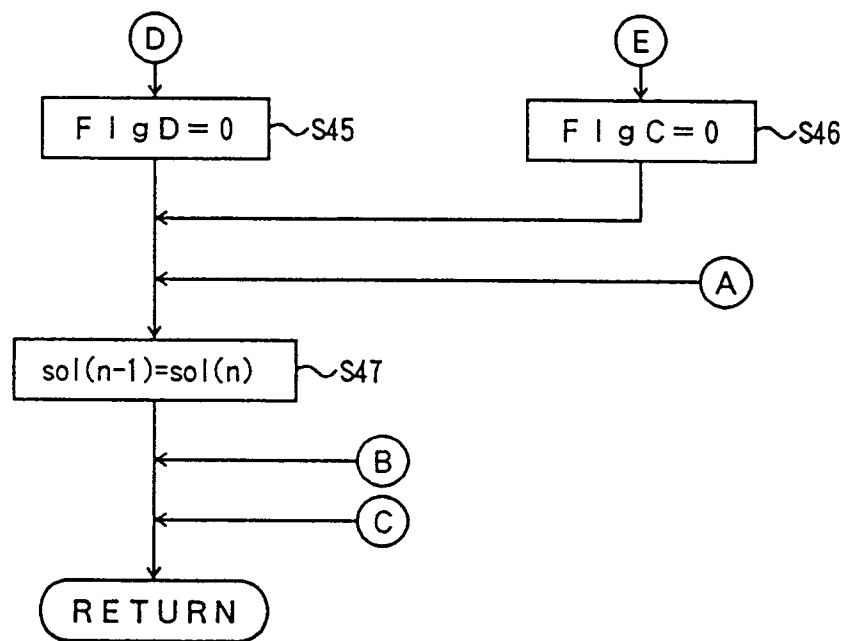 D
E
FlgD=0
S45
FlgC=0
S46
A
sol(n-1)=sol(n)
S47
B
C
RETURN